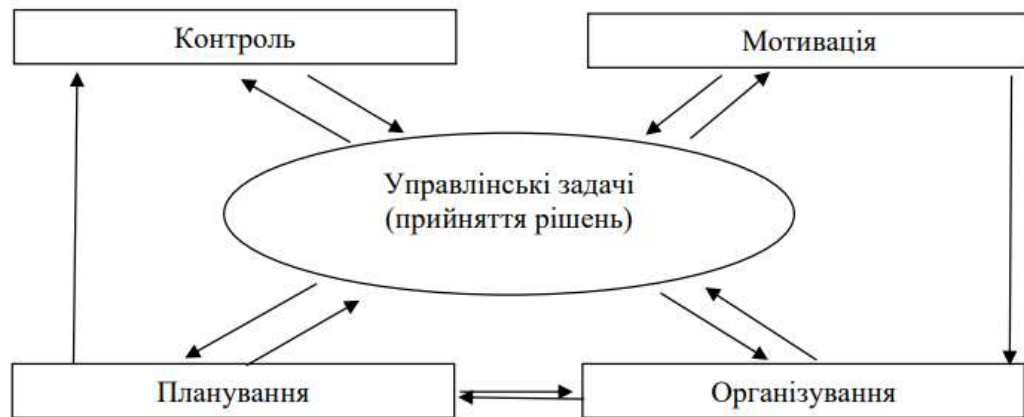 Контроль
Мотивація
Управлінські задачі
(прийняття рішень)
Планування
Організування